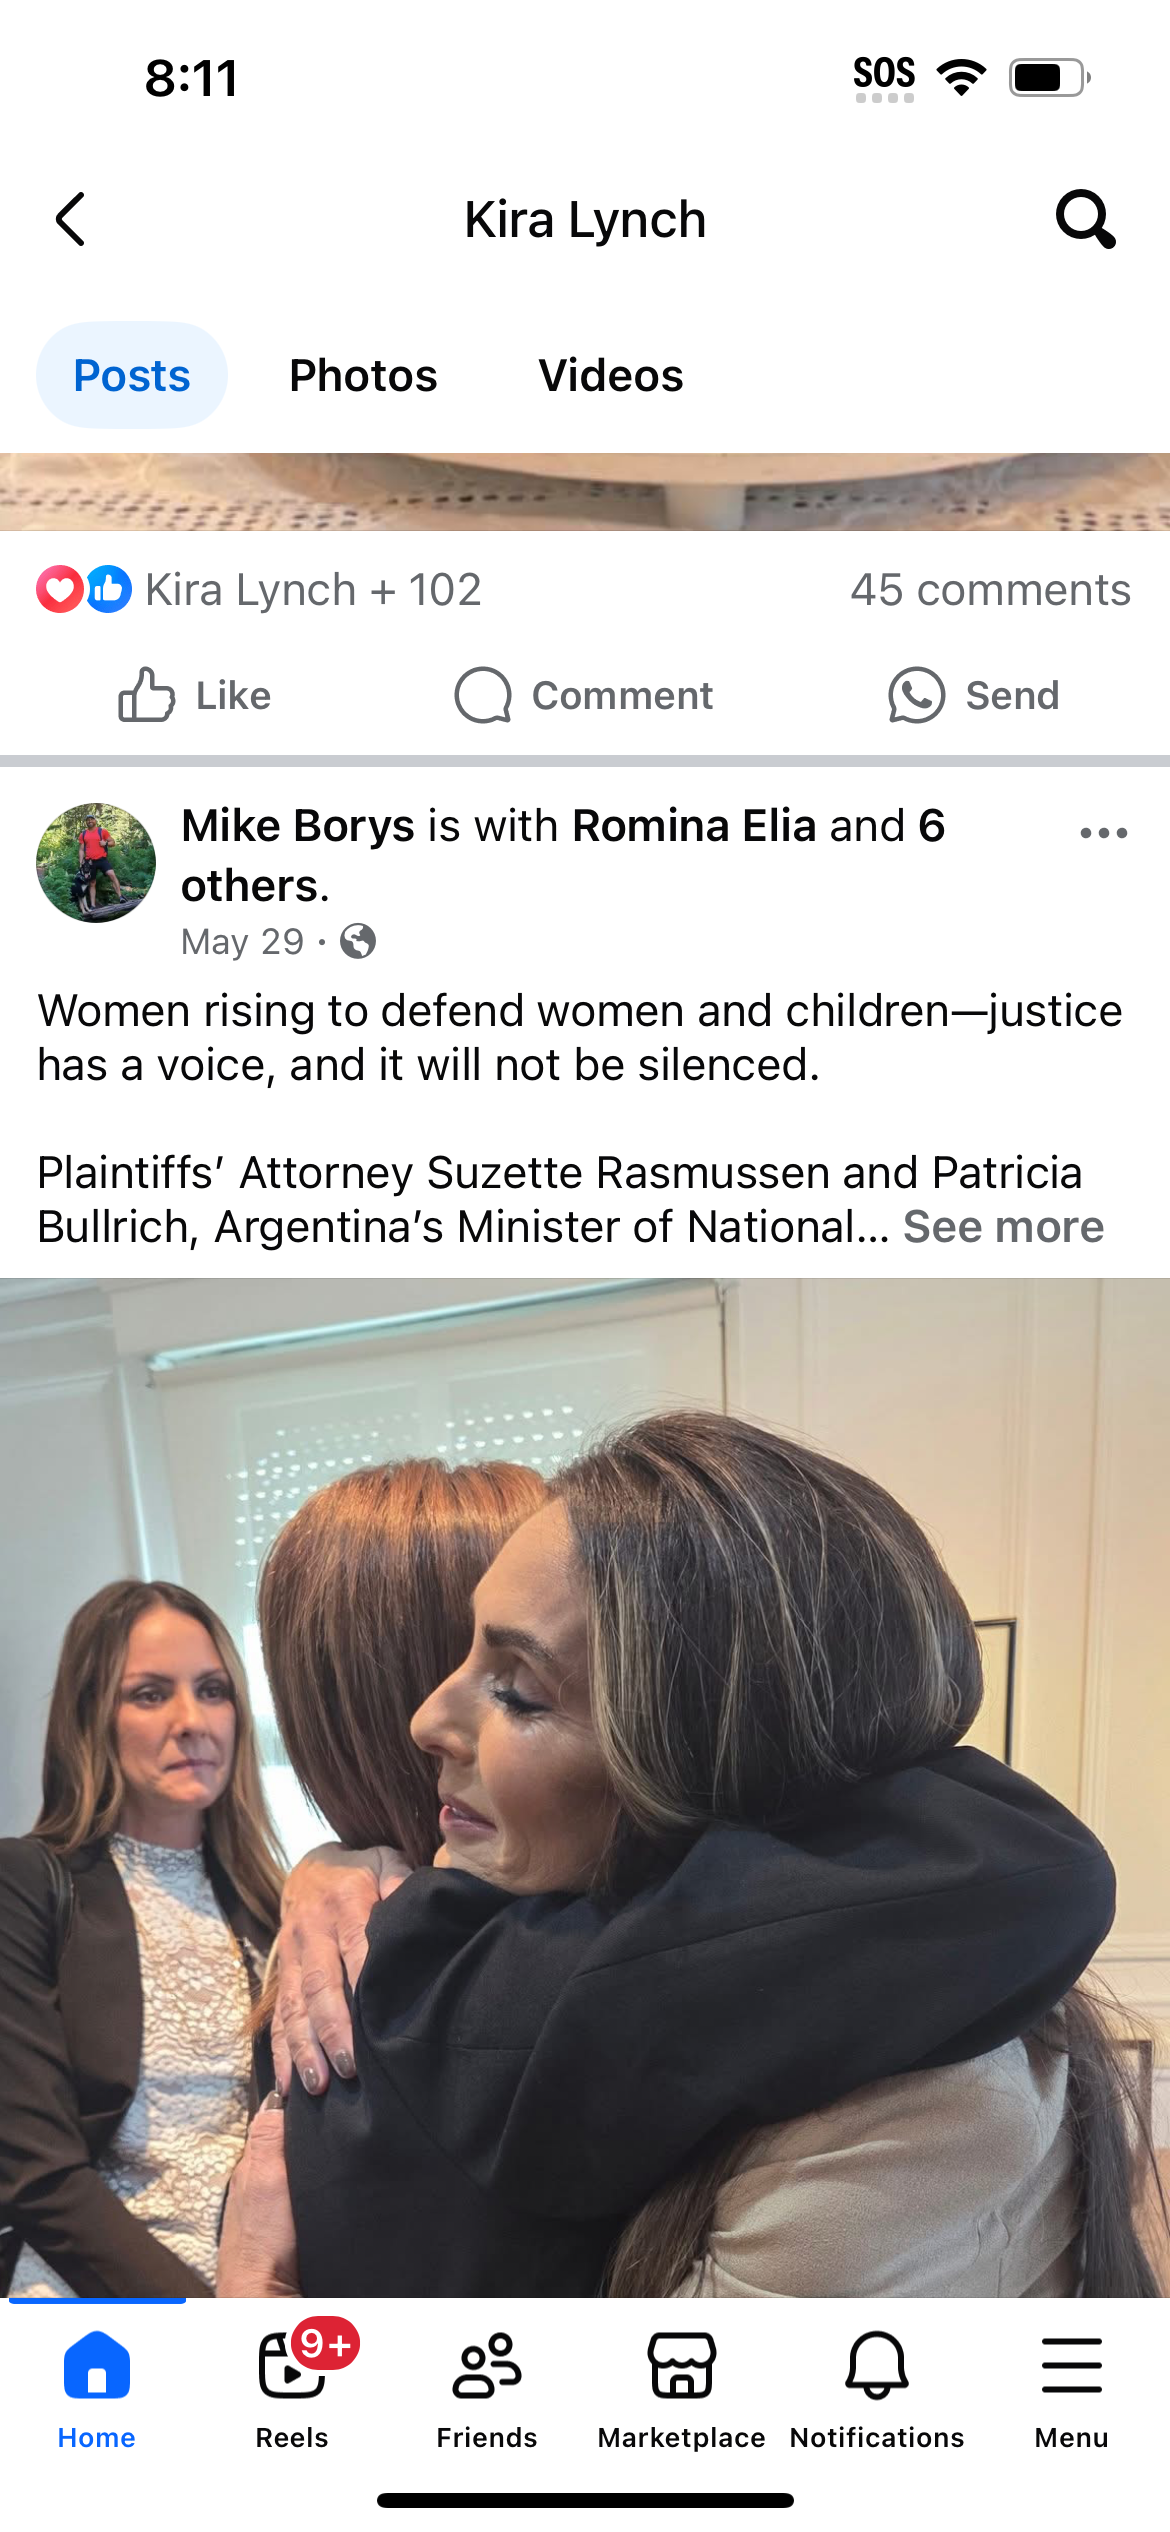 8:11
SOS
Kira Lynch
Posts
Photos
Videos
Kira Lynch + 102
45 comments
Like
Comment
Send
Mike Borys is with Romina Elia and 6
others.
May 29 ·
Women rising to defend women and children—justice
has a voice, and it will not be silenced.
Plaintiffs’ Attorney Suzette Rasmussen and Patricia
Bullrich, Argentina’s Minister of National... See more
9+
Home
Reels
Friends
Marketplace
Notifications
Menu